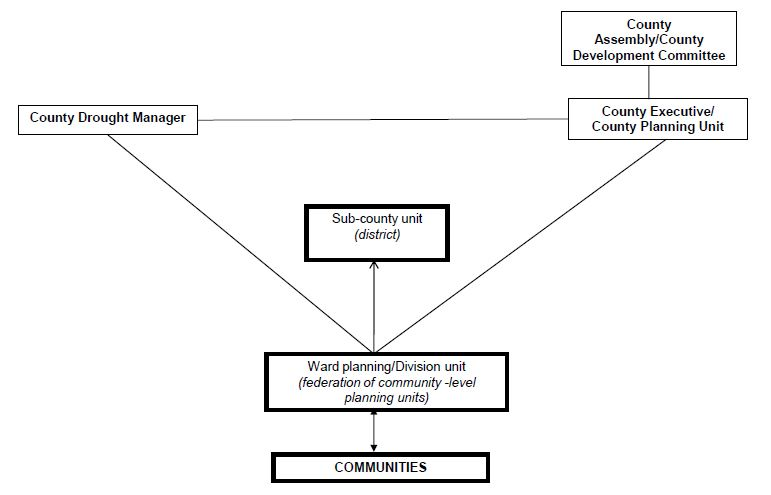 County
Assembly/County
Development Committee
County Drought Manager
County Executive/
County Planning Unit
Sub-county unit
(district)
Ward planning/Division unit
(federation of community -level
planning units)
COMMUNITIES